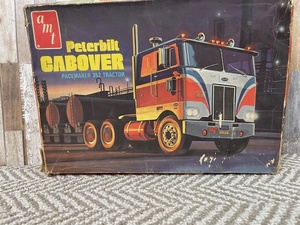 amt
Peterbilt
CABOVER
PACEMAKER 352 TRACTOR